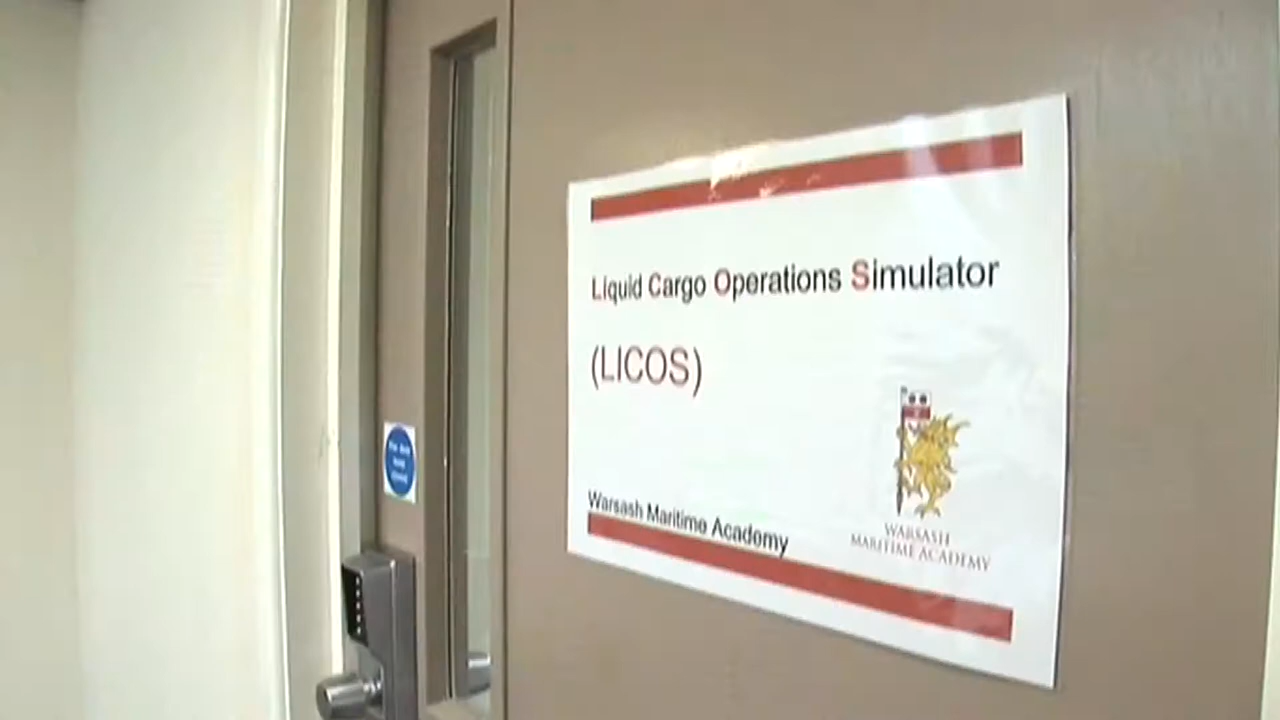 Liquid Cargo Operations Simulator
(LICOS)
Warsash Maritime Academy
WARSASH
MARITIME ACADEMY